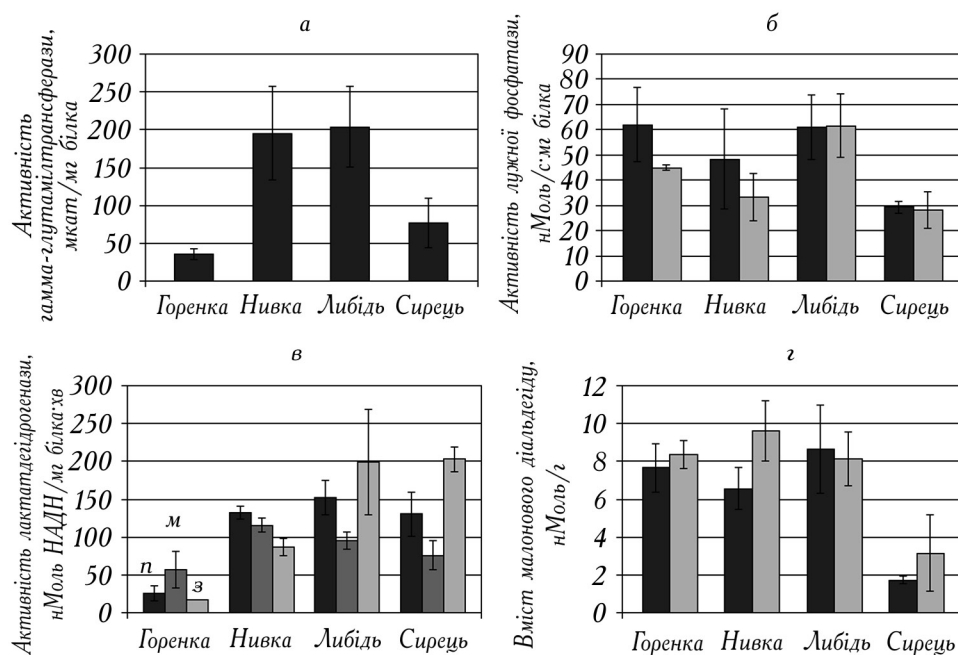 а
Активність
гамма-глутамілтрансферази,
мкат/мг білка
300
250
200
150
100
50
0
Горенка Нивка Либідь Сирець
б
Активність лужної фосфатази,
нМоль/с·мг білка
90
80
70
60
50
40
30
20
10
0
Горенка Нивка Либідь Сирець
в
Активність лактатдегідрогенази,
нМоль НАДН/мг білка·хв
300
250
200
150
100
50
0
п м з
Горенка Нивка Либідь Сирець
г
Вміст малонового діальдегіду,
нМоль/г
12
10
8
6
4
2
0
Горенка Нивка Либідь Сирець